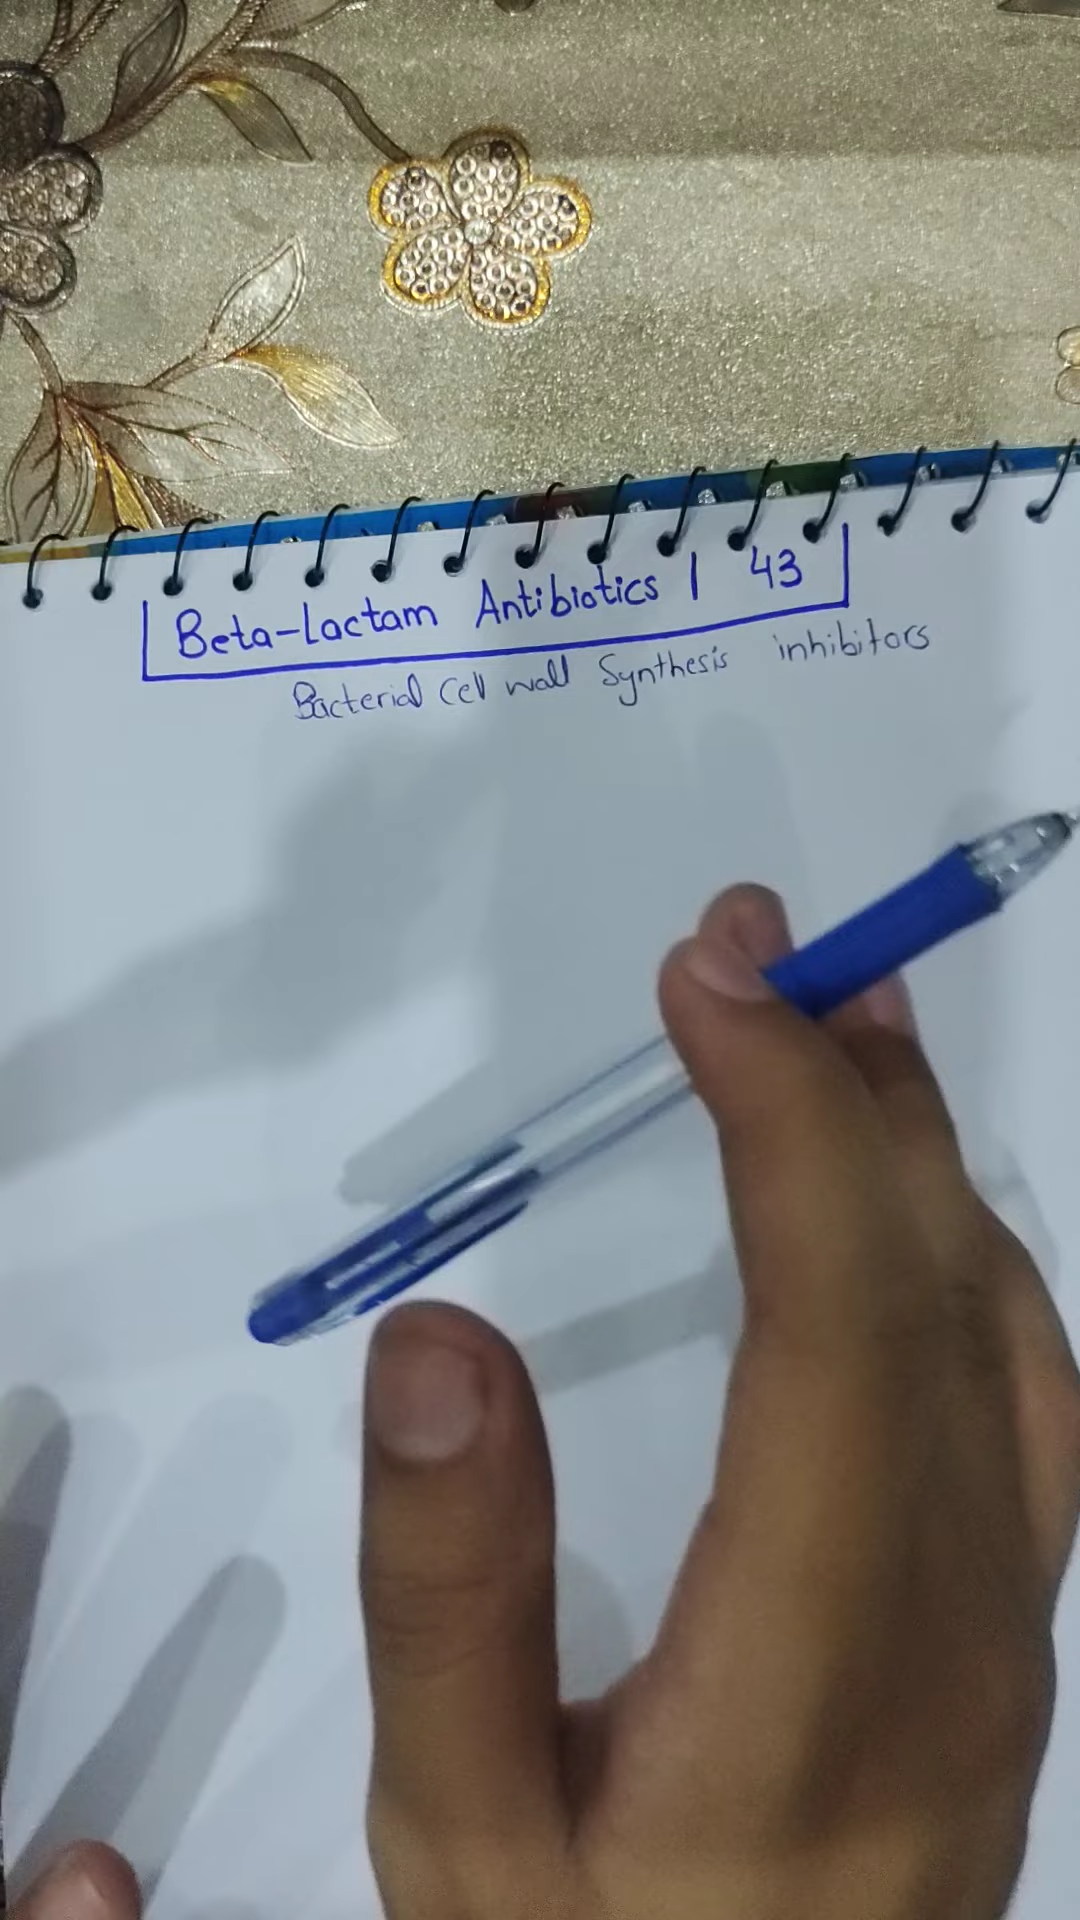 Beta-Lactam Antibiotics | 43
Bacterial Cell wall Synthesis inhibitors